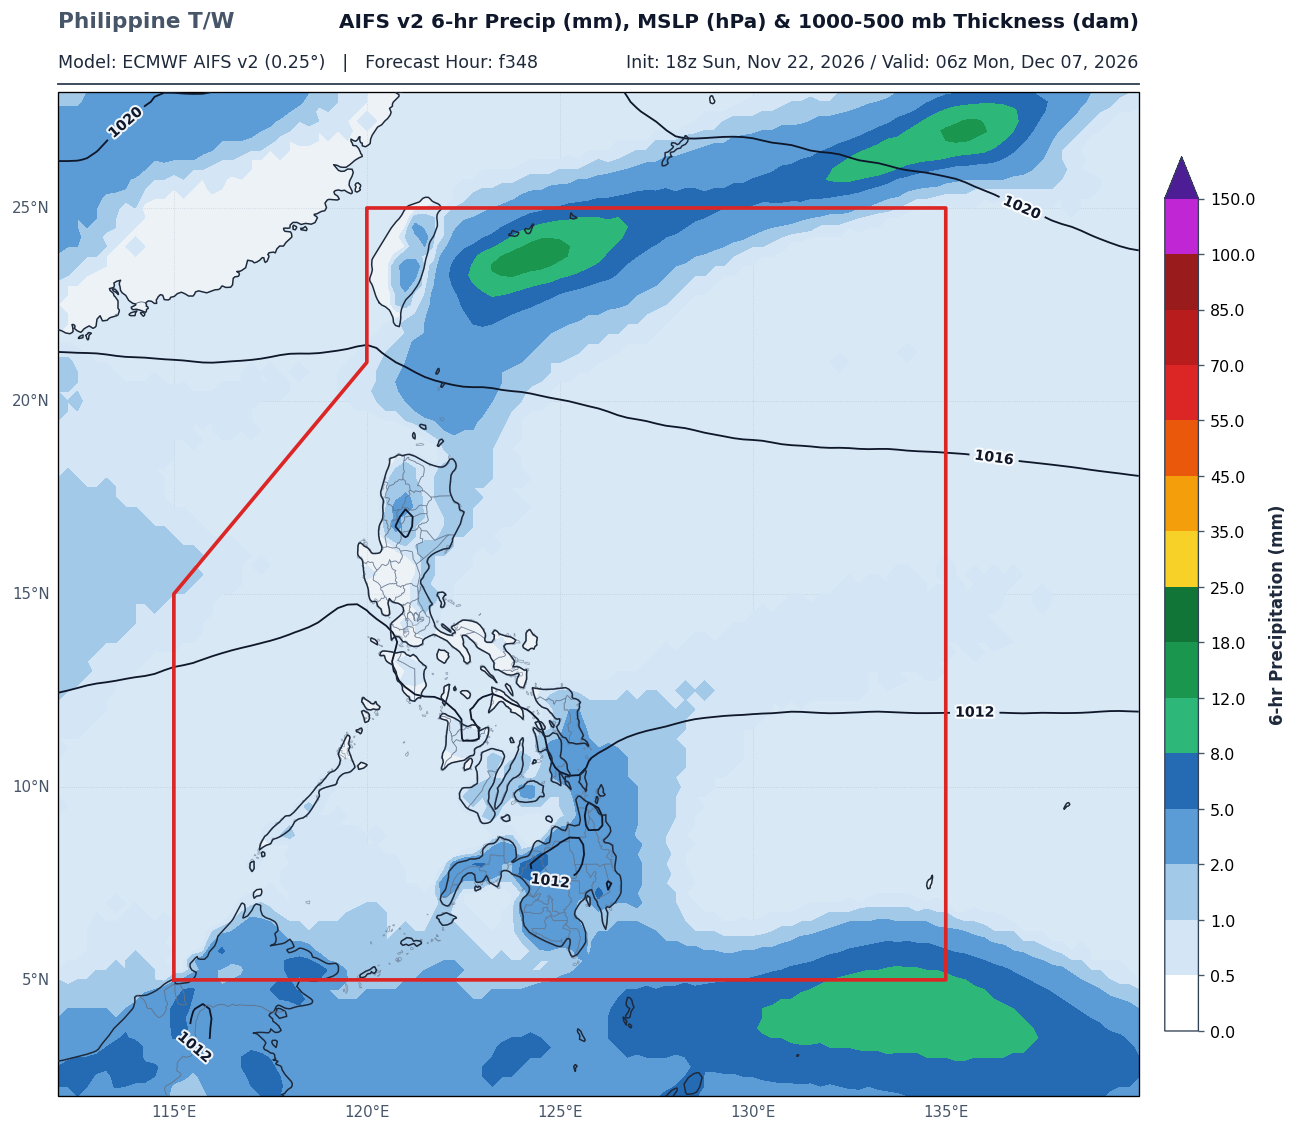 Philippine T/W
AIFS v2 6-hr Precip (mm), MSLP (hPa) & 1000-500 mb Thickness (dam)
Model: ECMWF AIFS v2 (0.25°) | Forecast Hour: f348
Init: 18z Sun, Nov 22, 2026 / Valid: 06z Mon, Dec 07, 2026
1020
1020
1016
1012
1012
1012
25°N
20°N
15°N
10°N
5°N
115°E
120°E
125°E
130°E
135°E
150.0
100.0
85.0
70.0
55.0
45.0
35.0
25.0
18.0
12.0
8.0
5.0
2.0
1.0
0.5
0.0
6-hr Precipitation (mm)